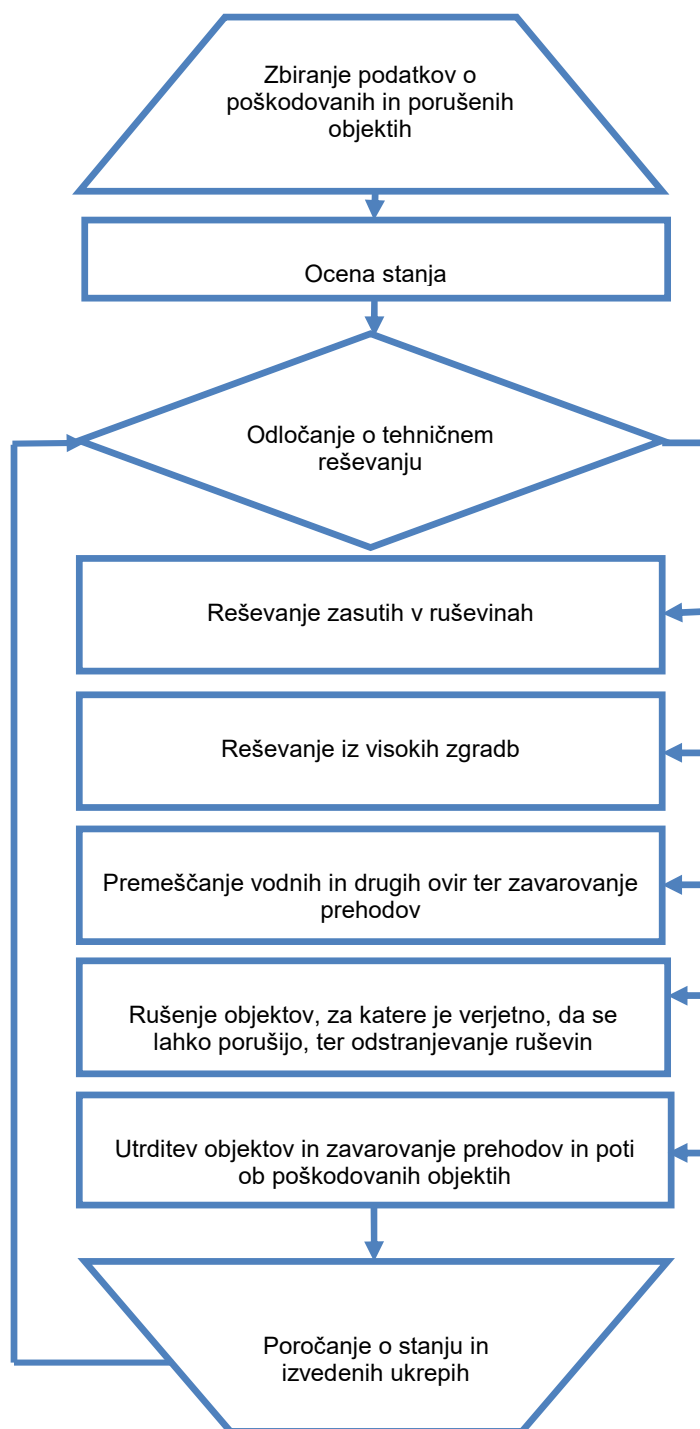 Zbiranje podatkov o
poškodovanih in porušenih
objektih
Ocena stanja
Odločanje o tehničnem
reševanju
Reševanje zasutih v ruševinah
Reševanje iz visokih zgradb
Premeščanje vodnih in drugih ovir ter zavarovanje
prehodov
Rušenje objektov, za katere je verjetno, da se
lahko porušijo, ter odstranjevanje ruševin
Utrditev objektov in zavarovanje prehodov in poti
ob poškodovanih objektih
Poročanje o stanju in
izvedenih ukrepih